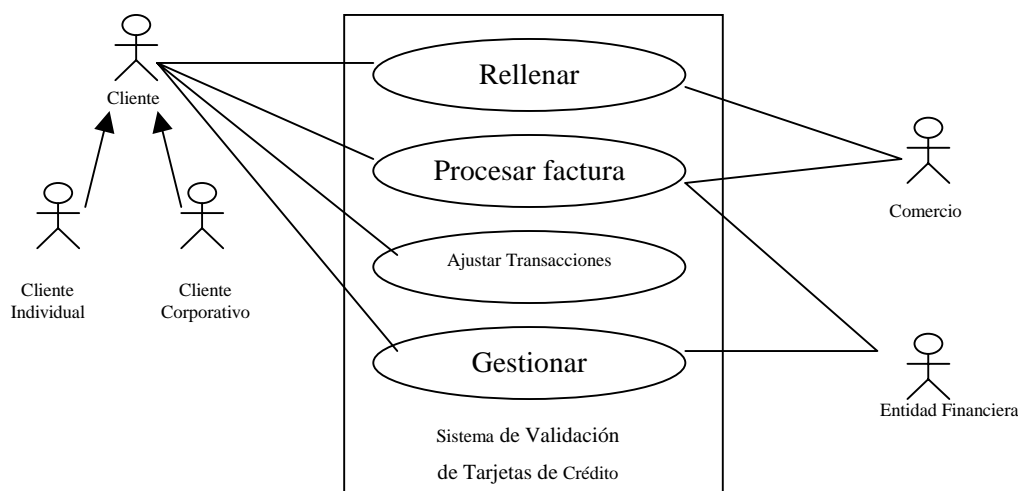 Rellenar
Cliente
Procesar factura
Comercio
Ajustar Transacciones
Cliente
Individual
Cliente
Corporativo
Gestionar
Entidad Financiera
Sistema de Validación
de Tarjetas de Crédito